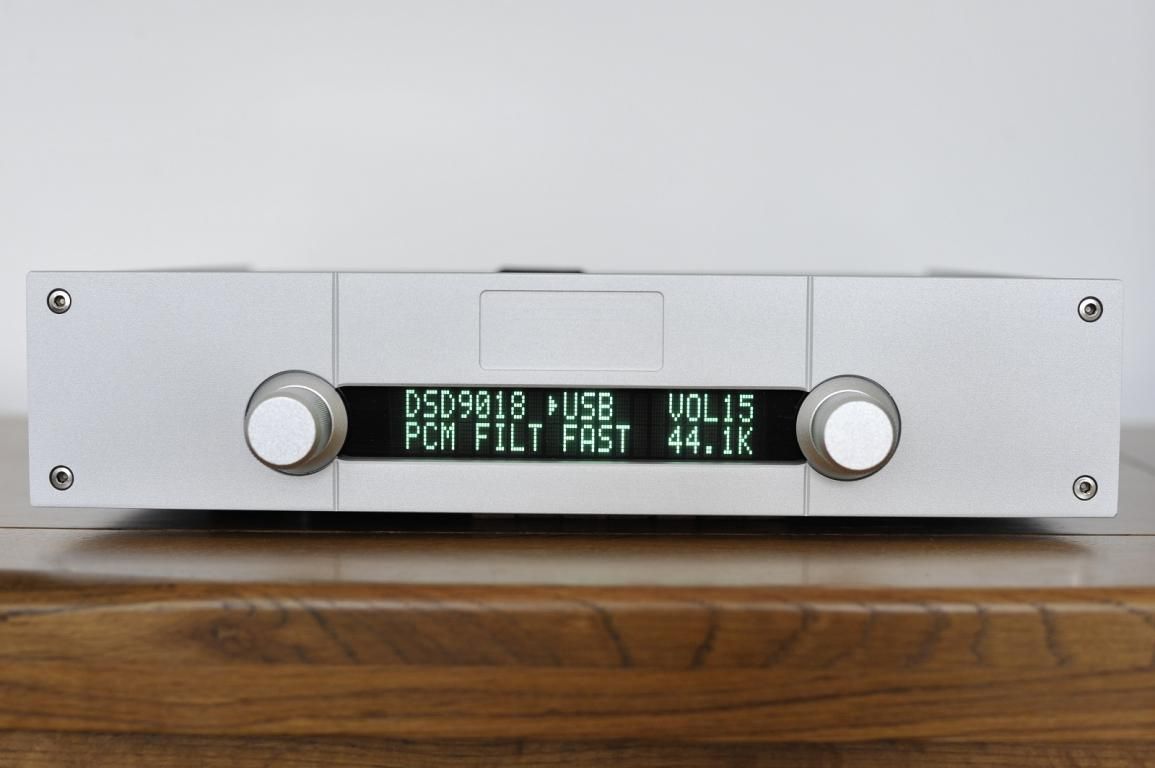 DSD9018 ▶USB VOL15
PCM FILT FAST 44.1K